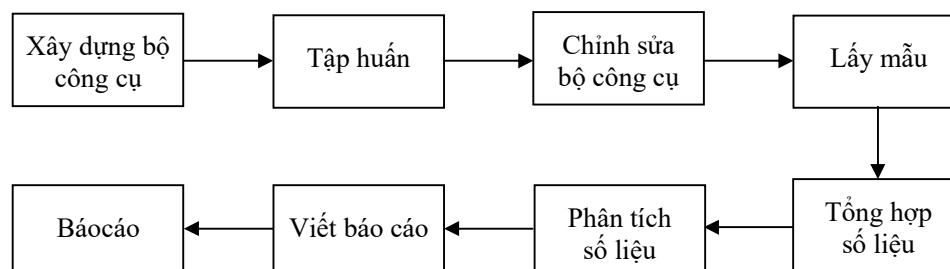 Xây dựng bộ
công cụ
Tập huấn
Chỉnh sửa
bộ công cụ
Lấy mẫu
Tổng hợp
số liệu
Phân tích
số liệu
Viết báo cáo
Báocáo